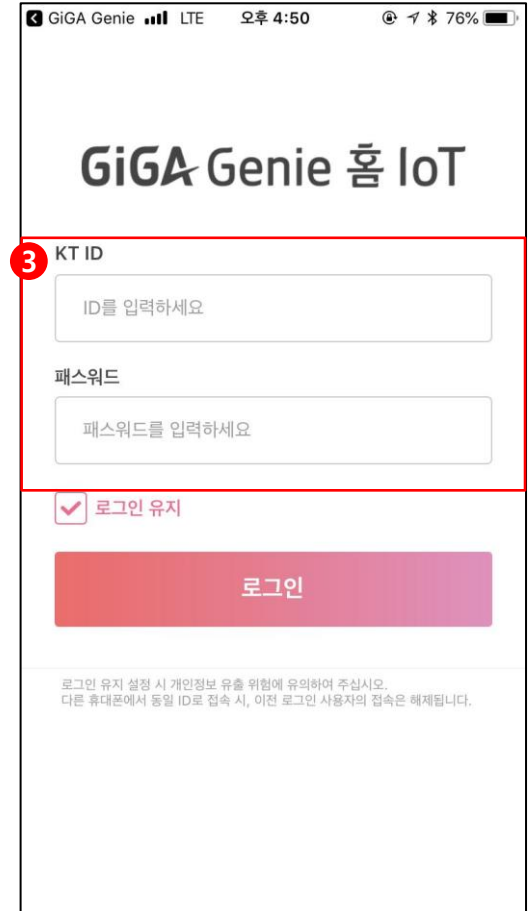 GiGA Genie LTE 오후 4:50 76%
GiGA Genie 홈 IoT
3
KT ID
ID를 입력하세요
패스워드
패스워드를 입력하세요
로그인 유지
로그인
로그인 유지 설정 시 개인정보 유출 위험에 유의하여 주십시오.
다른 휴대폰에서 동일 ID로 접속 시, 이전 로그인 사용자의 접속은 해제됩니다.